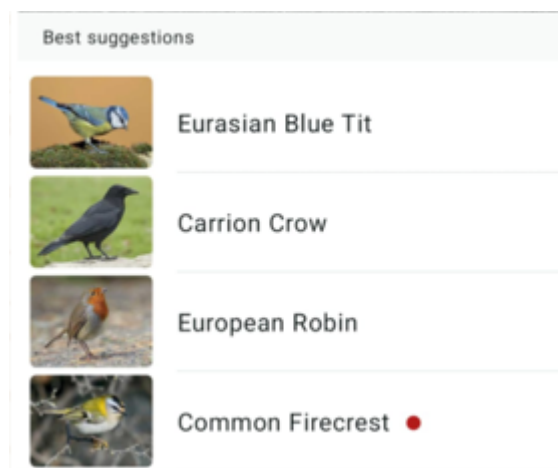 Best suggestions
Eurasian Blue Tit
Carrion Crow
European Robin
Common Firecrest